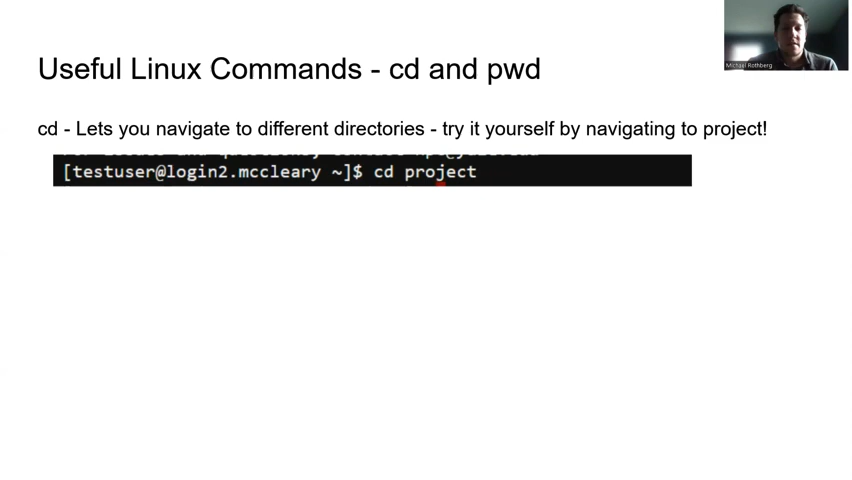 Michael Rothberg
Useful Linux Commands - cd and pwd
cd - Lets you navigate to different directories - try it yourself by navigating to project!
[testuser@login2.mccleary ~]$ cd project